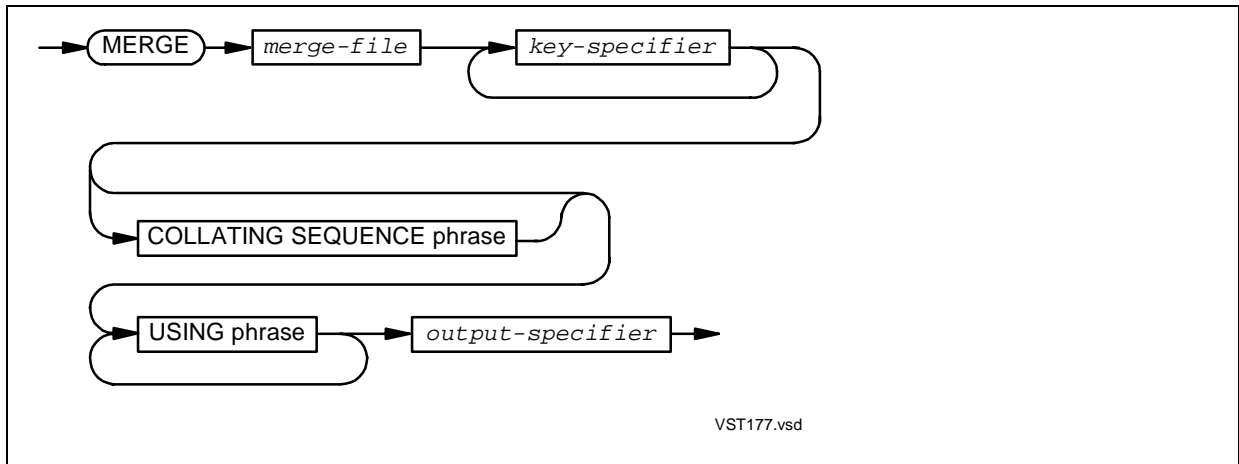 MERGE merge-file key-specifier
COLLATING SEQUENCE phrase
USING phrase output-specifier
VST177.vsd